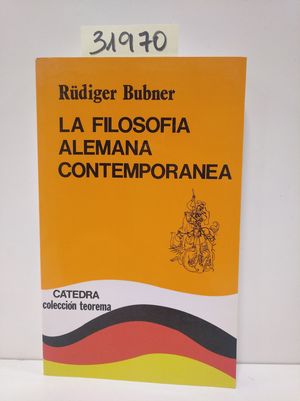 31970
Rüdiger Bubner
LA FILOSOFIA
ALEMANA
CONTEMPORANEA
CATEDRA
colección teorema